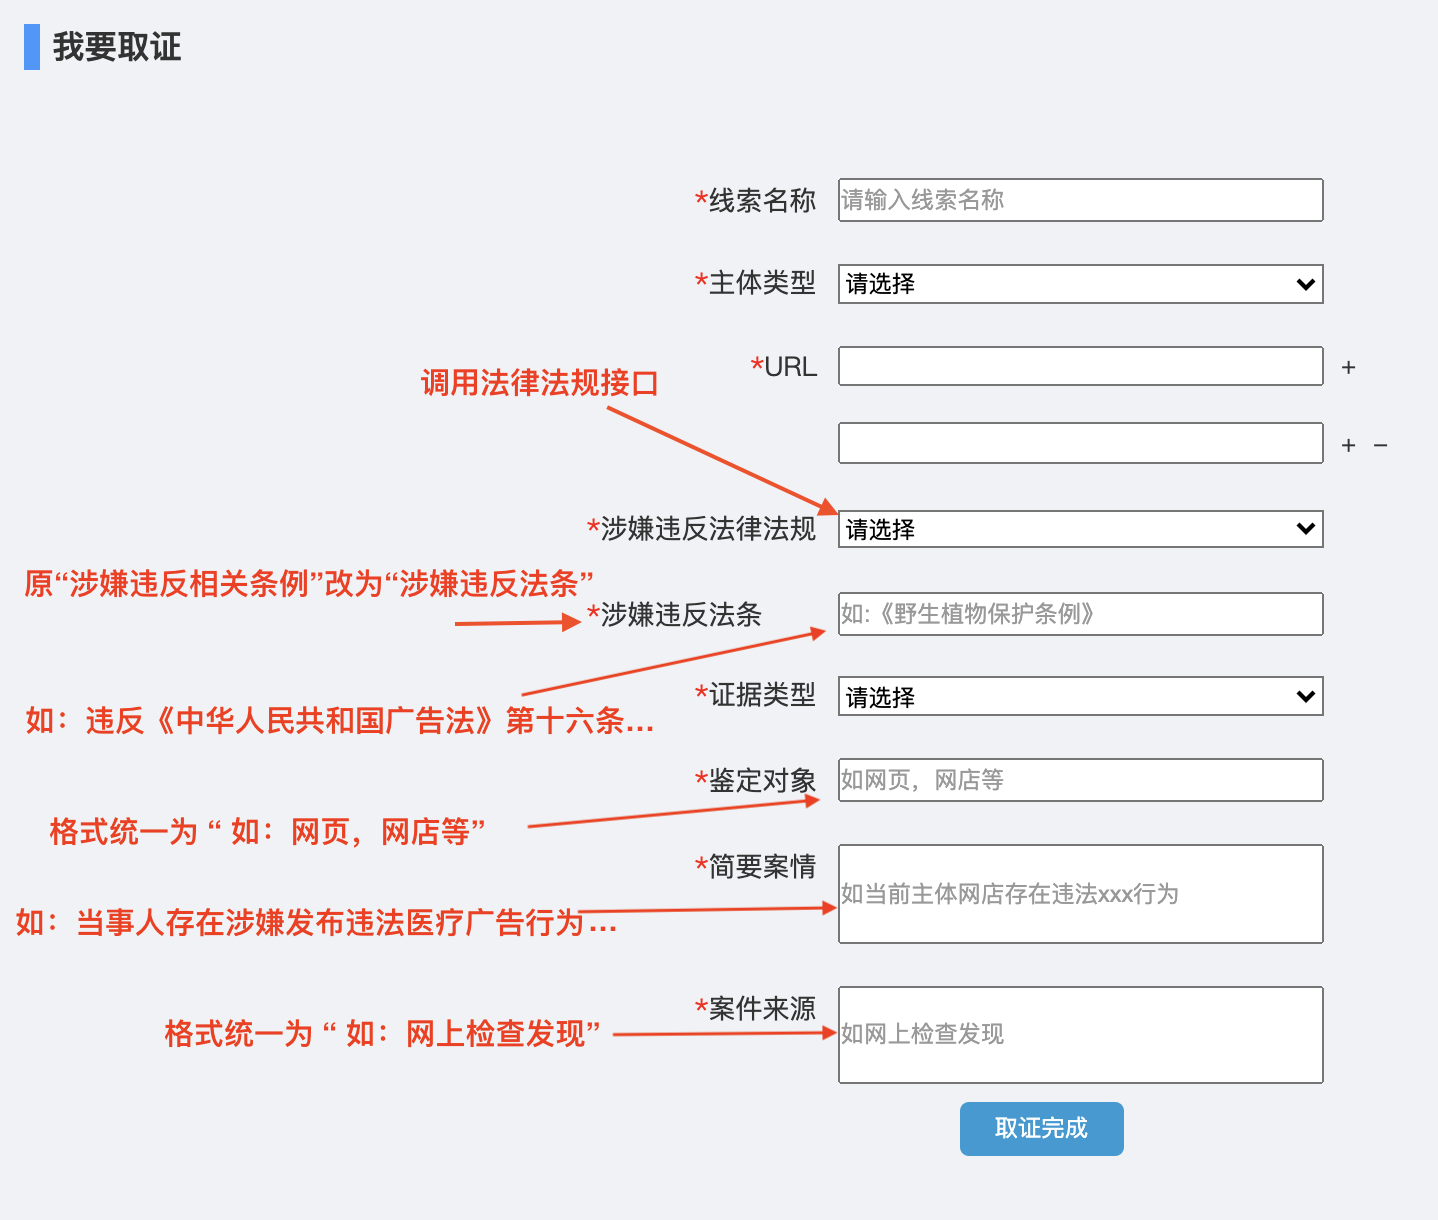 我要取证
*线索名称 请输入线索名称
*主体类型 请选择
*URL +
调用法律法规接口
+ −
*涉嫌违反法律法规 请选择
原“涉嫌违反相关条例”改为“涉嫌违反法条”
*涉嫌违反法条 如:《野生植物保护条例》
*证据类型 请选择
如：违反《中华人民共和国广告法》第十六条...
*鉴定对象 如网页，网店等
格式统一为 “ 如：网页，网店等”
*简要案情 如当前主体网店存在违法xxx行为
如：当事人存在涉嫌发布违法医疗广告行为...
*案件来源 如网上检查发现
格式统一为 “ 如：网上检查发现”
取证完成